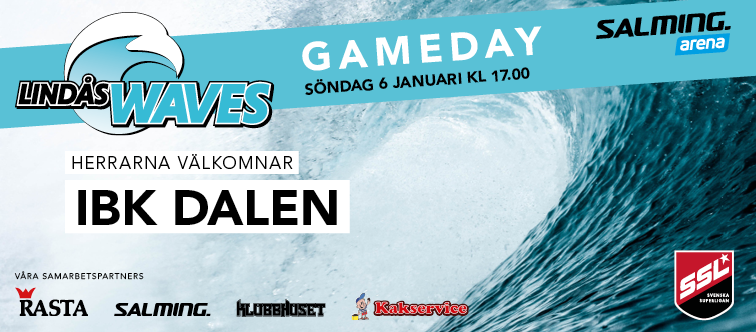 LINDÅS WAVES
GAMEDAY
SÖNDAG 6 JANUARI KL 17.00
SALMING.
arena
HERRARNA VÄLKOMNAR
IBK DALEN
VÅRA SAMARBETSPARTNERS
RASTA SALMING. KLUBBHUSET Kakservice
SSL
SVENSKA
SUPERLIGAN